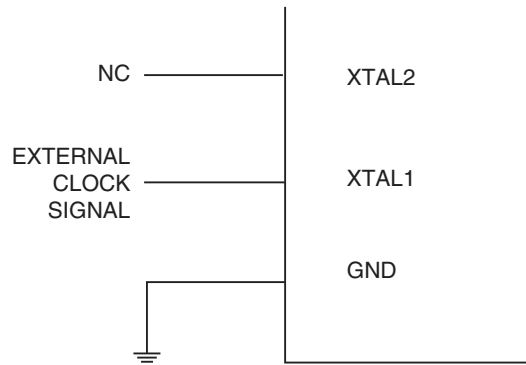 NC
XTAL2
EXTERNAL
CLOCK
SIGNAL
XTAL1
GND